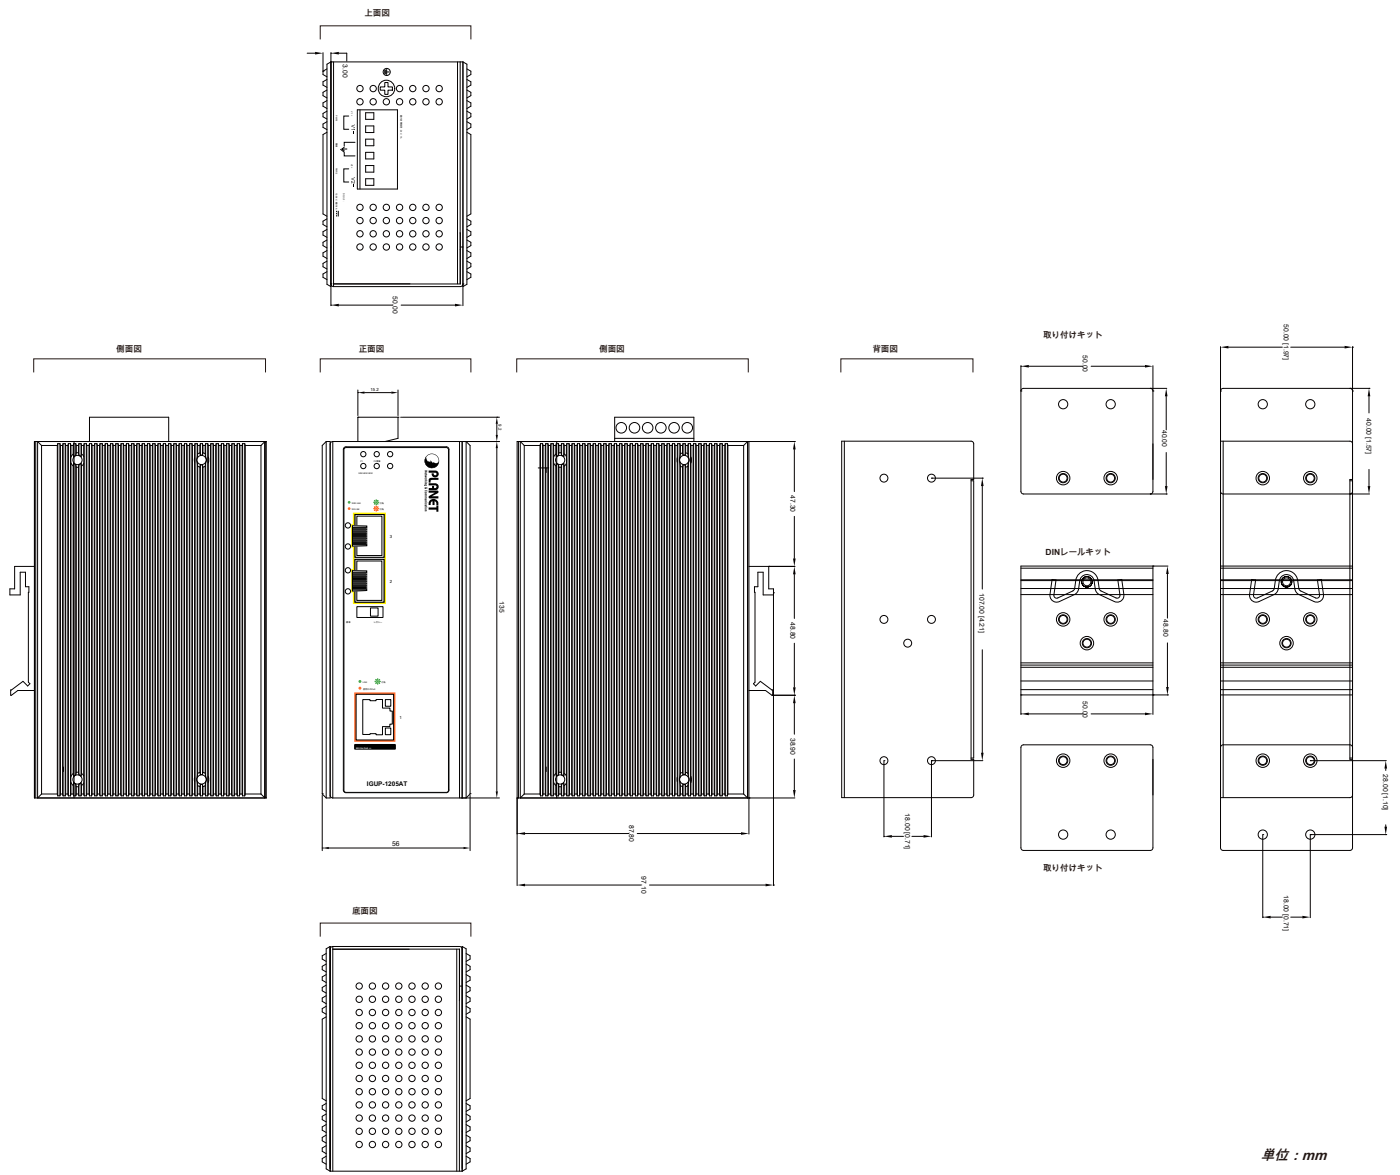 上面図
3.00
V1-
V2-
50.00
側面図
正面図
側面図
背面図
取り付けキット
50.00
50.00 [1.97]
40.00
40.00 [1.57]
PLANET
3
2
1
IGUP-1205AT
135
56
47.30
48.80
38.90
87.80
97.10
107.00 [4.21]
18.00 [0.71]
DINレールキット
48.80
50.00
取り付けキット
28.00 [1.10]
18.00 [0.71]
底面図
単位：mm